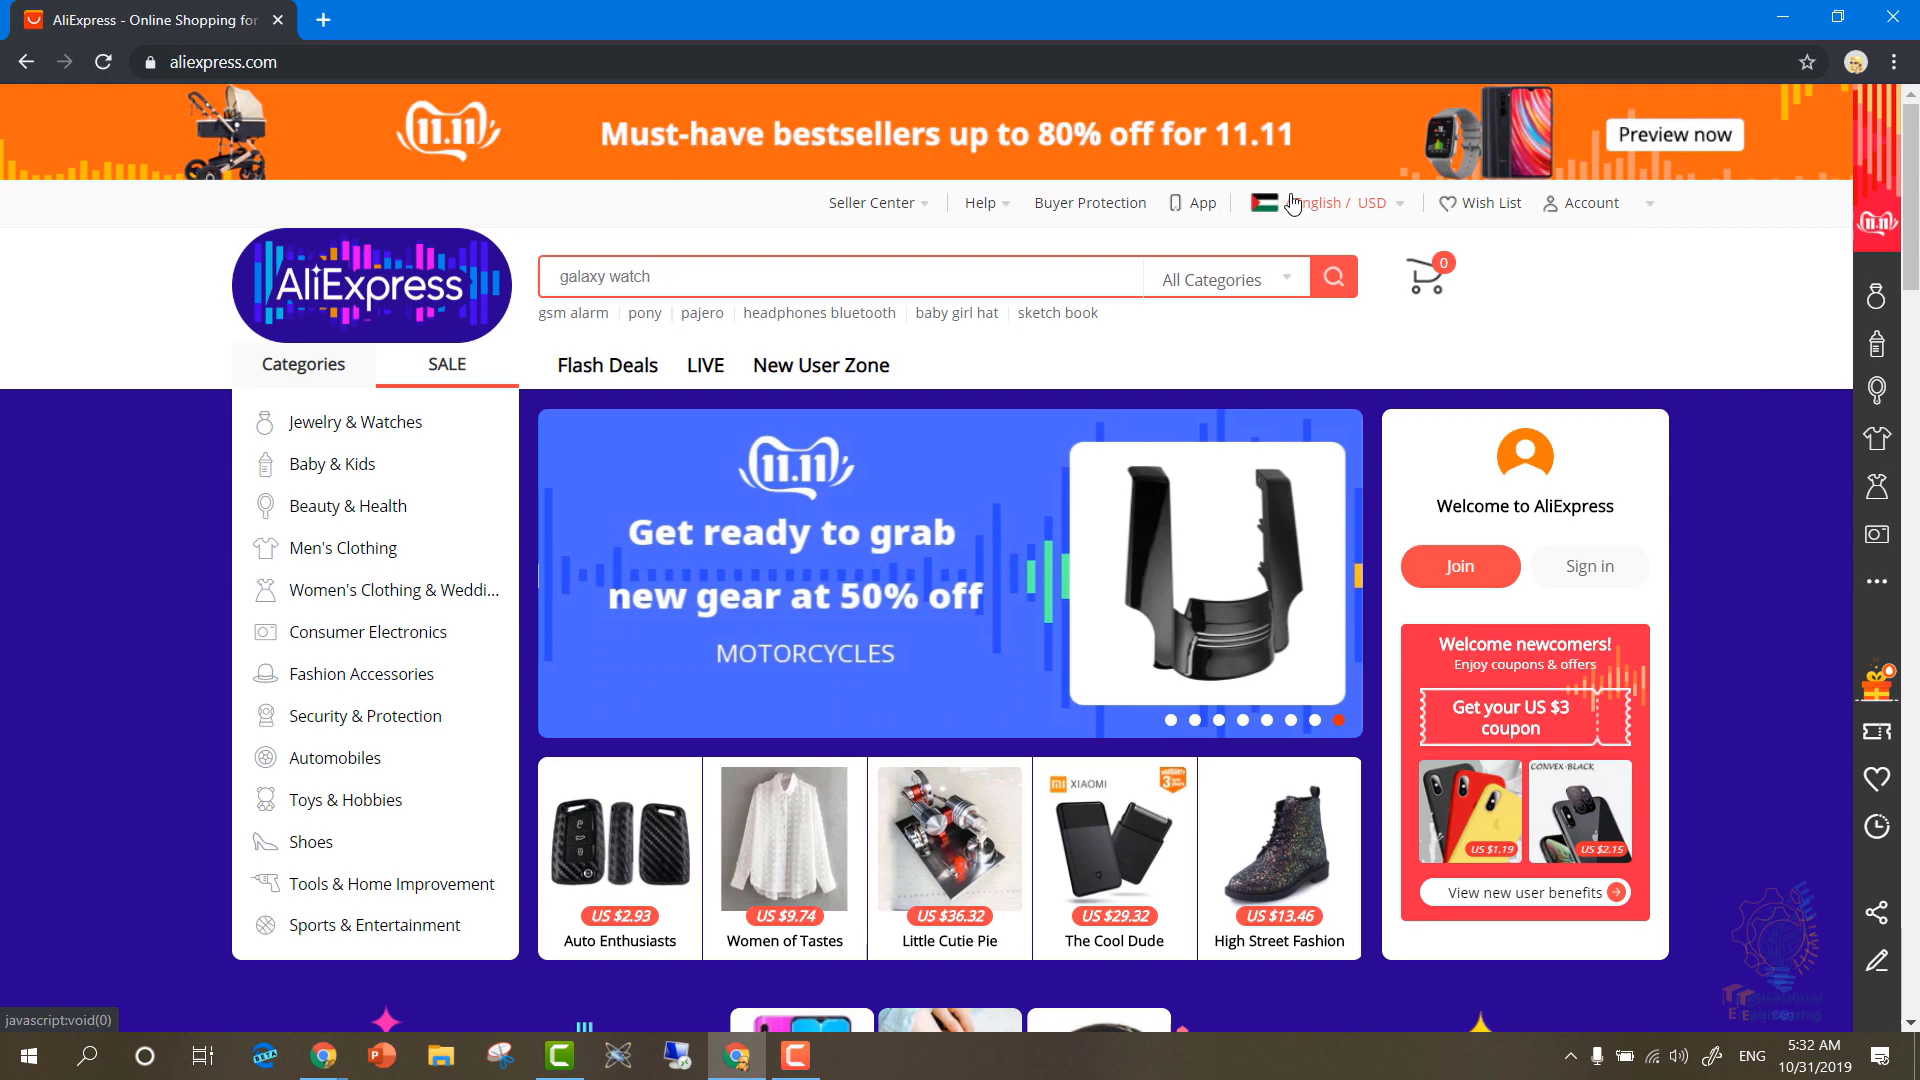 AliExpress - Online Shopping for
aliexpress.com
11.11
Must-have bestsellers up to 80% off for 11.11
Preview now
Seller Center
Help
Buyer Protection
App
nglish / USD
Wish List
Account
11.11
AliExpress
galaxy watch
All Categories
0
gsm alarm
pony
pajero
headphones bluetooth
baby girl hat
sketch book
Categories
SALE
Flash Deals
LIVE
New User Zone
Jewelry & Watches
Baby & Kids
Beauty & Health
Men's Clothing
Women's Clothing & Weddi...
Consumer Electronics
Fashion Accessories
Security & Protection
Automobiles
Toys & Hobbies
Shoes
Tools & Home Improvement
Sports & Entertainment
11.11
Get ready to grab
new gear at 50% off
MOTORCYCLES
Welcome to AliExpress
Join
Sign in
Welcome newcomers!
Enjoy coupons & offers
Get your US $3
coupon
CONVEX·BLACK
US $1.19
US $2.15
View new user benefits
XIAOMI
US $2.93
Auto Enthusiasts
US $9.74
Women of Tastes
US $36.32
Little Cutie Pie
US $29.32
The Cool Dude
US $13.46
High Street Fashion
javascript:void(0)
BETA
ENG
5:32 AM
10/31/2019